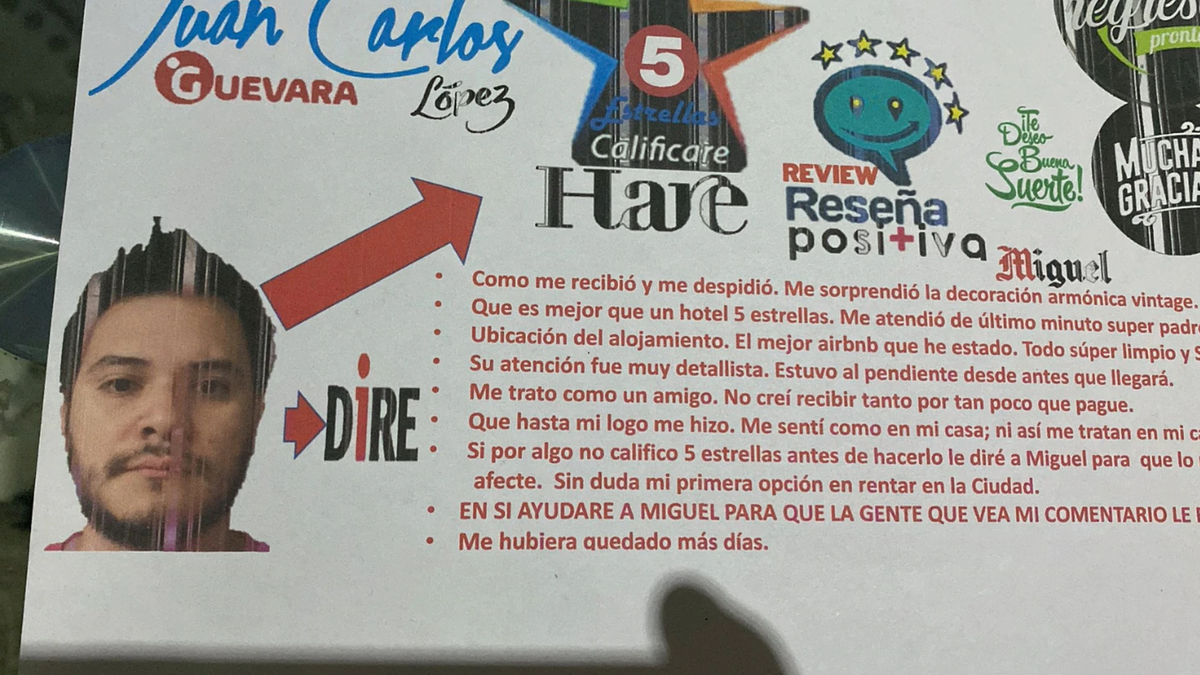 Juan Carlos
GUEVARA
López
5
Estrellas
Calificare
Hare
REVIEW
Reseña
positiva
Miguel
pronto
¡Te
Deseo
Buena
Suerte!
DiRE
• Como me recibió y me despidió. Me sorprendió la decoración armónica vintage.
• Que es mejor que un hotel 5 estrellas. Me atendió de último minuto super padre
• Ubicación del alojamiento. El mejor airbnb que he estado. Todo súper limpio y
• Su atención fue muy detallista. Estuvo al pendiente desde antes que llegará.
• Me trato como un amigo. No creí recibir tanto por tan poco que pague.
• Que hasta mi logo me hizo. Me sentí como en mi casa; ni así me tratan en mi
• Si por algo no califico 5 estrellas antes de hacerlo le diré a Miguel para que lo
afecte. Sin duda mi primera opción en rentar en la Ciudad.
• EN SI AYUDARE A MIGUEL PARA QUE LA GENTE QUE VEA MI COMENTARIO LE
• Me hubiera quedado más días.